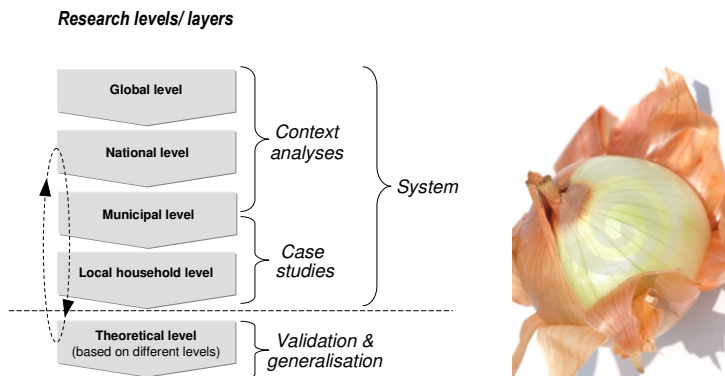 Research levels/ layers
Global level
National level
Context
analyses
Municipal level
System
Case
studies
Local household level
Theoretical level
(based on different levels)
Validation &
generalisation